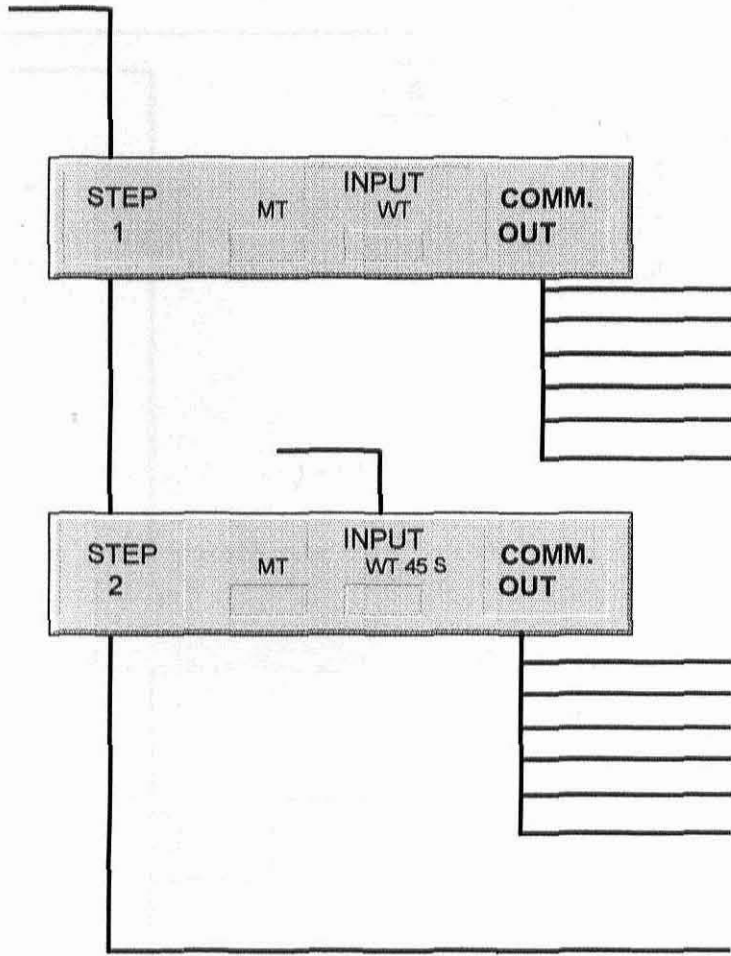 STEP
1
INPUT
MT WT
COMM.
OUT
STEP
2
INPUT
MT WT 45 S
COMM.
OUT